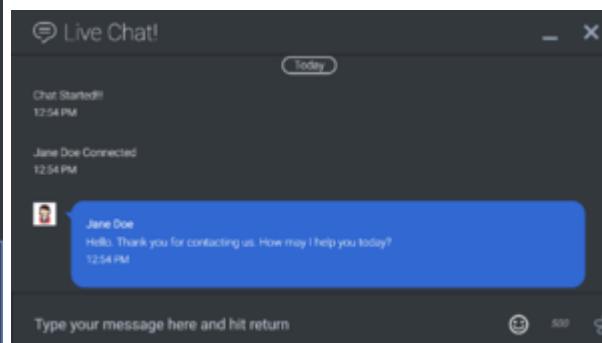 Live Chat!
Today
Chat Started!!!
12:54 PM
Jane Doe Connected
12:54 PM
Jane Doe
Hello. Thank you for contacting us. How may I help you today?
12:54 PM
Type your message here and hit return
500